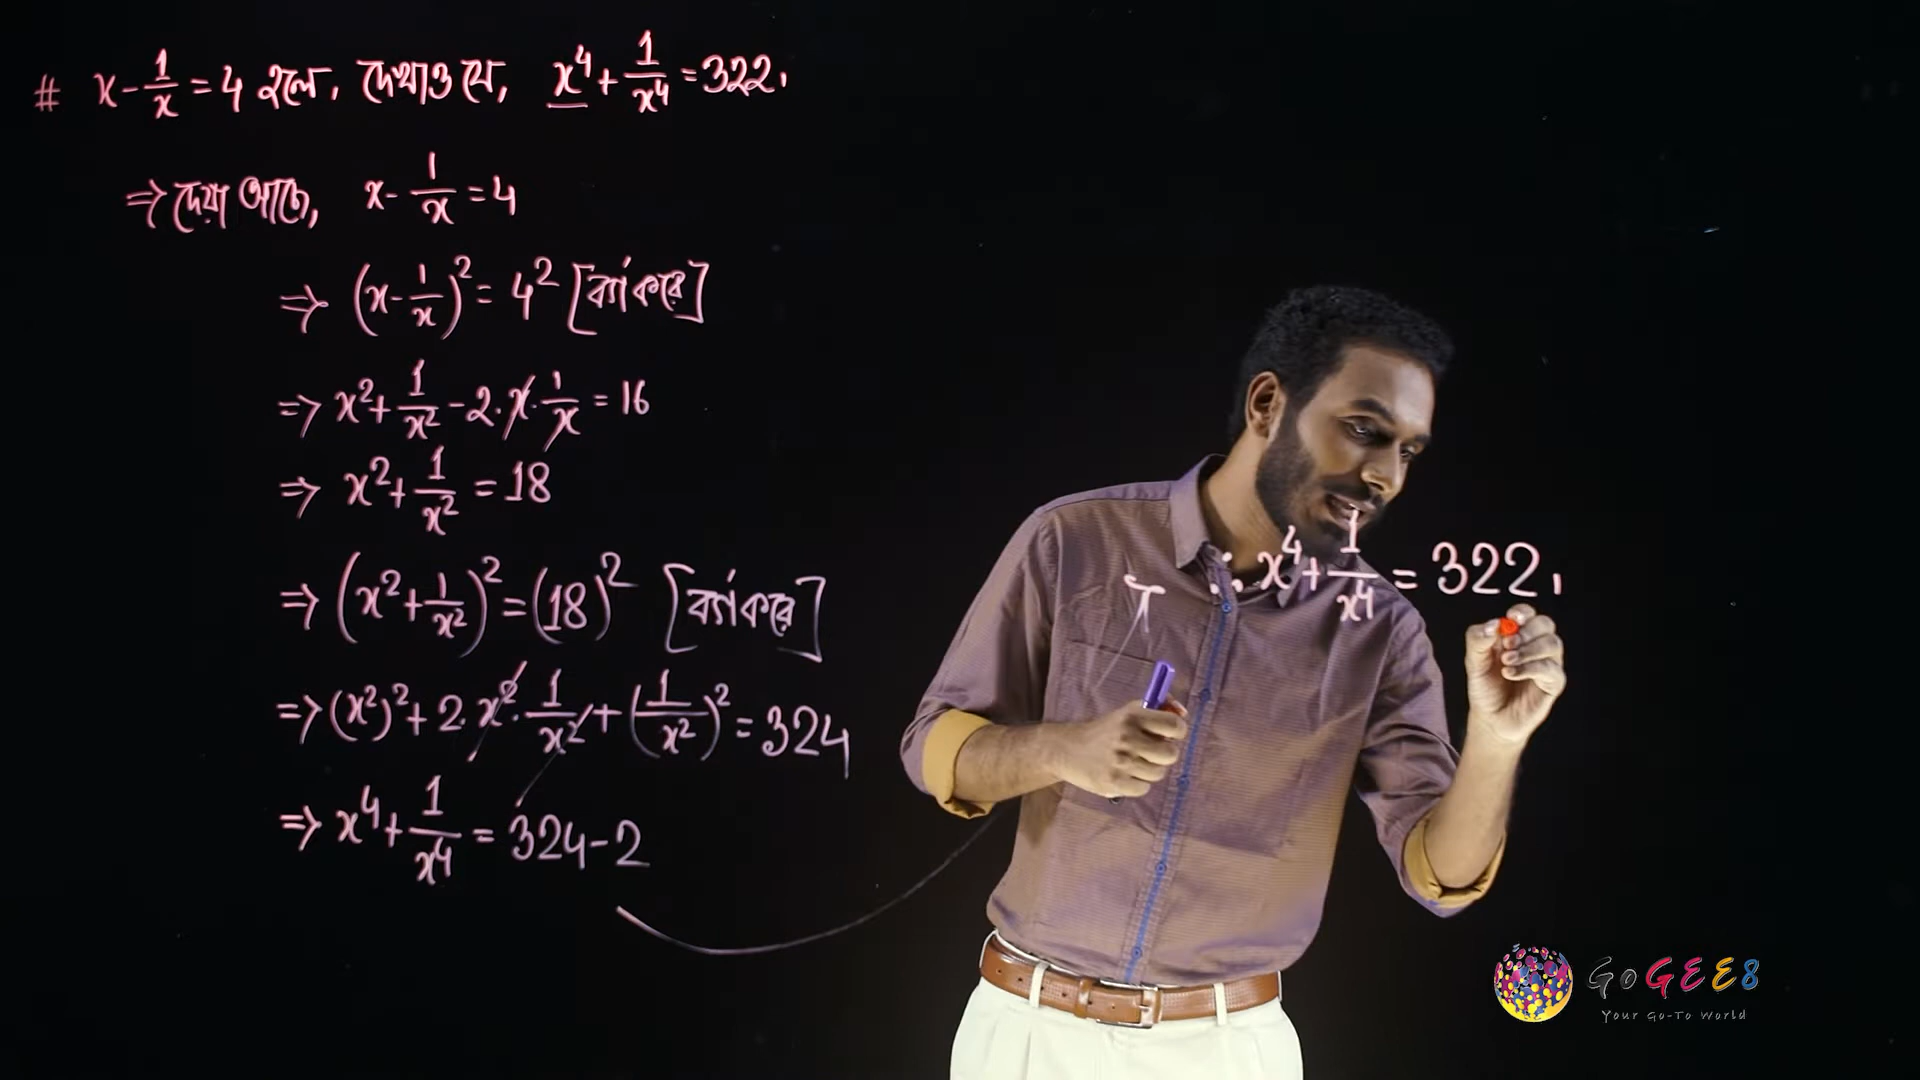 # x - 1/x = 4 হলে, দেখাও যে, x⁴ + 1/x⁴ = 322।
⇒ দেয়া আছে, x - 1/x = 4
⇒ (x - 1/x)² = 4² [বর্গ করে]
⇒ x² + 1/x² - 2·x·1/x = 16
⇒ x² + 1/x² = 18
⇒ (x² + 1/x²)² = (18)² [বর্গ করে]
⇒ (x²)² + 2·x²·1/x² + (1/x²)² = 324
⇒ x⁴ + 1/x⁴ = 324 - 2
∴ x⁴ + 1/x⁴ = 322।
GoGEE8
Your Go-To World